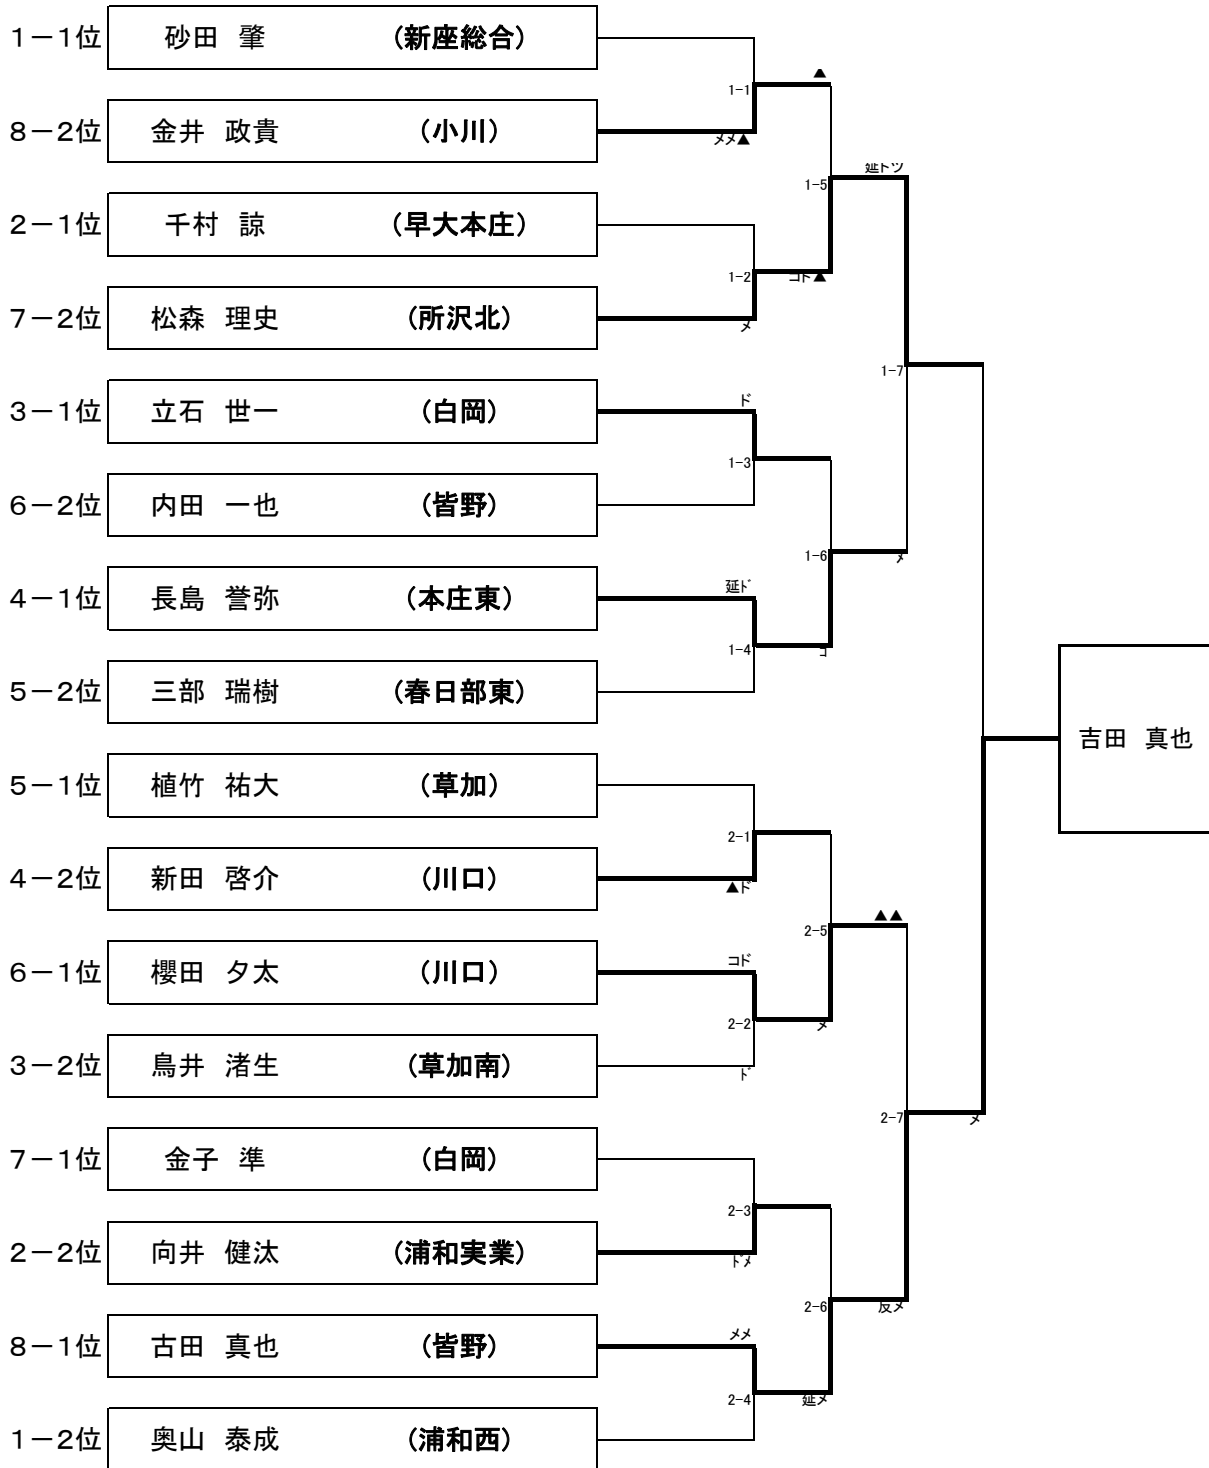 1－1位 砂田 肇 (新座総合)
▲
1-1
8－2位 金井 政貴 (小川) メメ▲
延ドツ
1-5
2－1位 千村 諒 (早大本庄)
1-2 コド▲
7－2位 松森 理史 (所沢北) メ
1-7
3－1位 立石 世一 (白岡) ド
1-3
6－2位 内田 一也 (皆野)
1-6 メ
4－1位 長島 誉弥 (本庄東) 延ド
1-4 コ
5－2位 三部 瑞樹 (春日部東)
吉田 真也
5－1位 植竹 祐大 (草加)
2-1
4－2位 新田 啓介 (川口) ▲ド
▲▲
2-5
6－1位 櫻田 夕太 (川口) コド
2-2 メ
3－2位 鳥井 渚生 (草加南) ド
2-7 メ
7－1位 金子 準 (白岡)
2-3
2－2位 向井 健汰 (浦和実業) ドメ
2-6 反メ
8－1位 古田 真也 (皆野) メメ
2-4 延メ
1－2位 奥山 泰成 (浦和西)